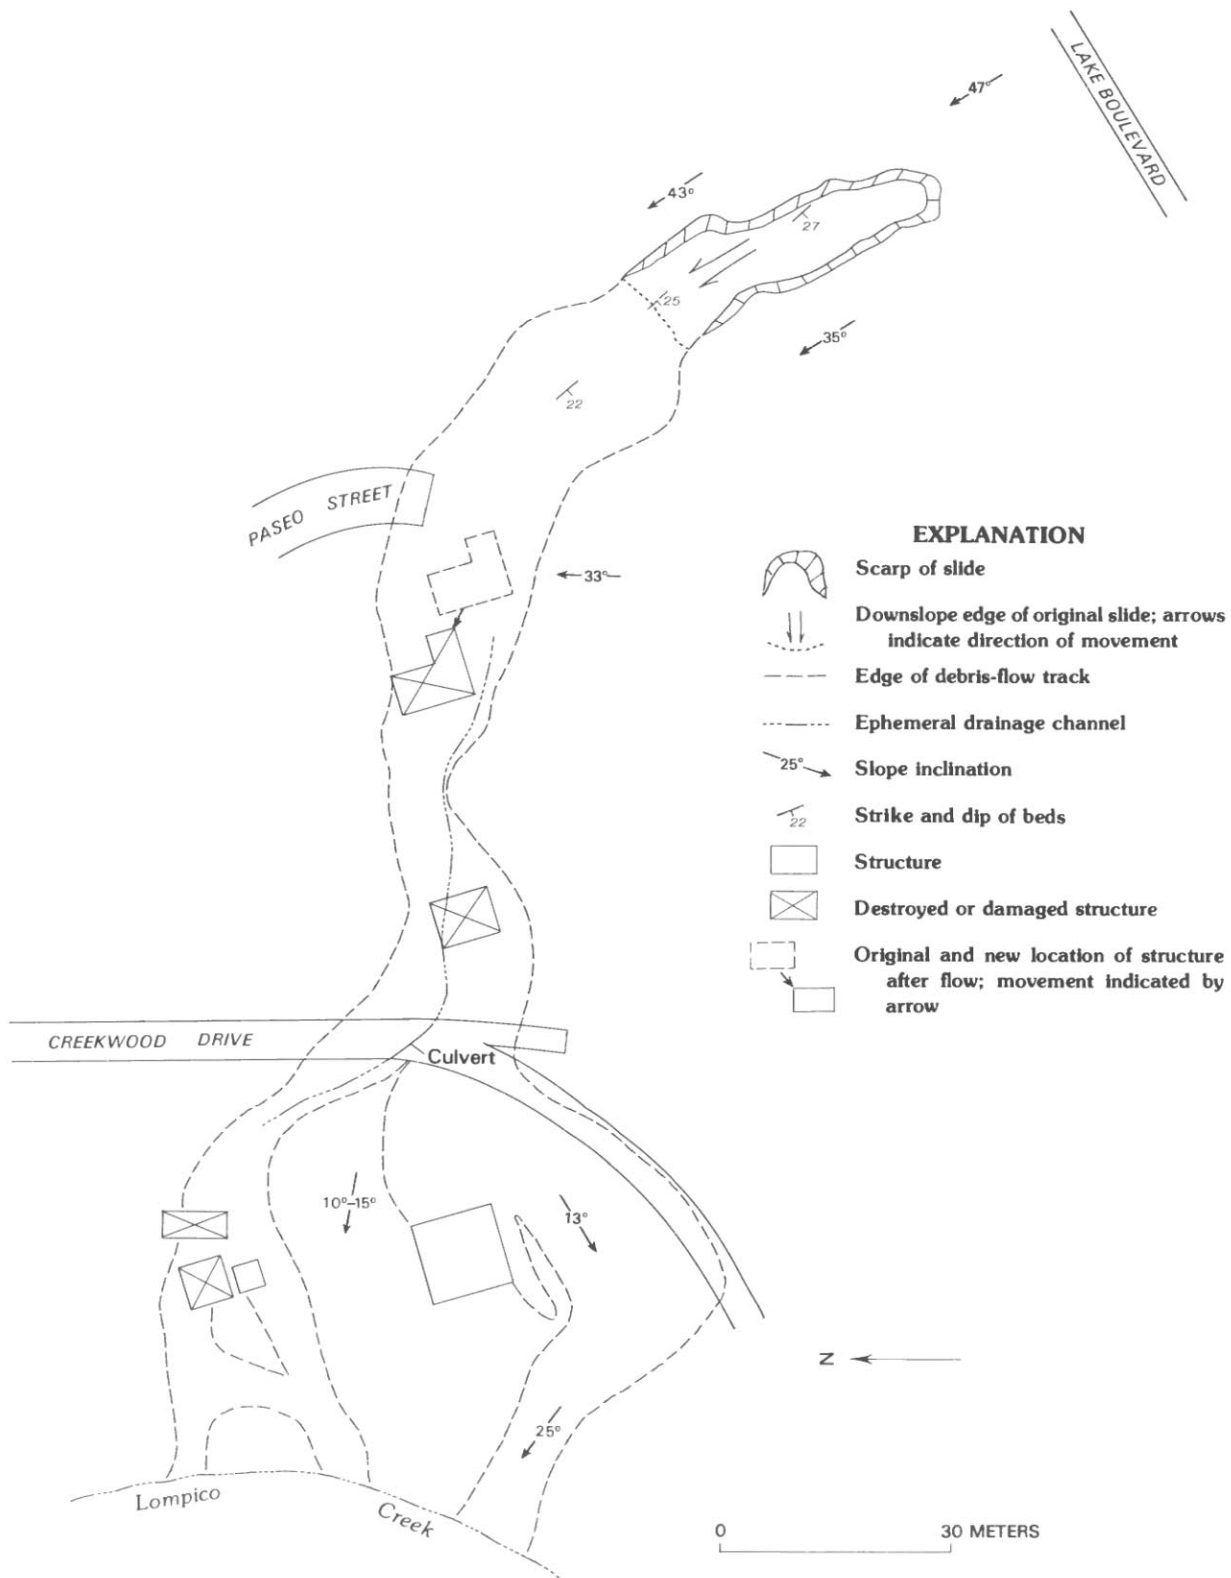 LAKE BOULEVARD
47°
43°
27
25
35°
22
PASEO STREET
33°
EXPLANATION
Scarp of slide
Downslope edge of original slide; arrows
indicate direction of movement
Edge of debris-flow track
Ephemeral drainage channel
25°
Slope inclination
22
Strike and dip of beds
Structure
Destroyed or damaged structure
Original and new location of structure
after flow; movement indicated by
arrow
CREEKWOOD DRIVE
Culvert
10°–15°
13°
N
25°
Lompico
Creek
0
30 METERS